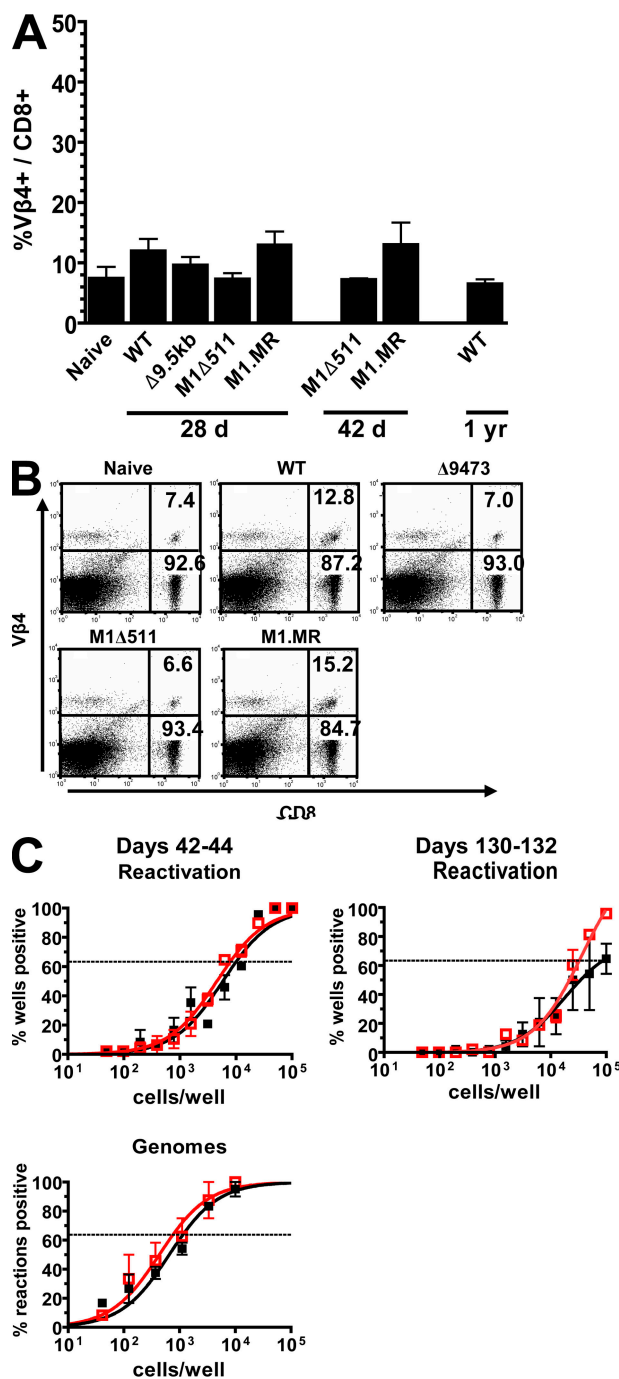 A
%Vβ4+ / CD8+
50
40
30
20
10
0
Naive
WT
Δ9.5kb
M1Δ511
M1.MR
M1Δ511
M1.MR
WT
28 d
42 d
1 yr
B
Naive
WT
Δ9473
7.4
12.8
7.0
92.6
87.2
93.0
M1Δ511
M1.MR
6.6
15.2
93.4
84.7
Vβ4
CD8
C
Days 42-44
Reactivation
% wells positive
100
80
60
40
20
0
10¹ 10² 10³ 10⁴ 10⁵
cells/well
Days 130-132
Reactivation
% wells positive
100
80
60
40
20
0
10¹ 10² 10³ 10⁴ 10⁵
cells/well
Genomes
% reactions positive
100
80
60
40
20
0
10¹ 10² 10³ 10⁴ 10⁵
cells/well